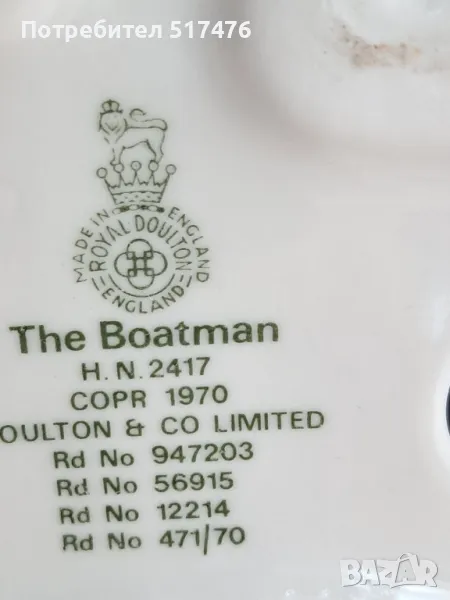 Потребител 517476
MADE IN ENGLAND
ROYAL DOULTON
ENGLAND
The Boatman
H.N.2417
COPR 1970
OULTON & CO LIMITED
Rd No 947203
Rd No 56915
Rd No 12214
Rd No 471/70
bazar